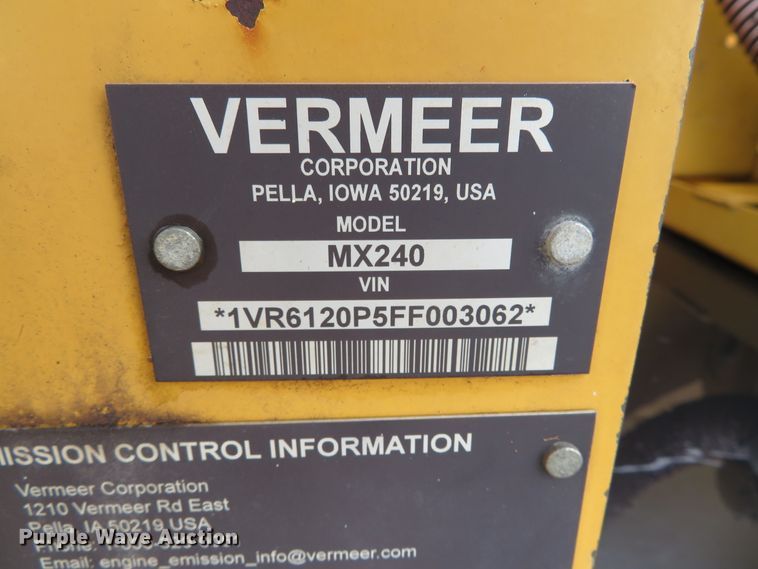 VERMEER
CORPORATION
PELLA, IOWA 50219, USA
MODEL
MX240
VIN
*1VR6120P5FF003062*
MISSION CONTROL INFORMATION
Vermeer Corporation
1210 Vermeer Rd East
Pella, IA 50219 USA
Email: engine_emission_info@vermeer.com
Purple Wave Auction